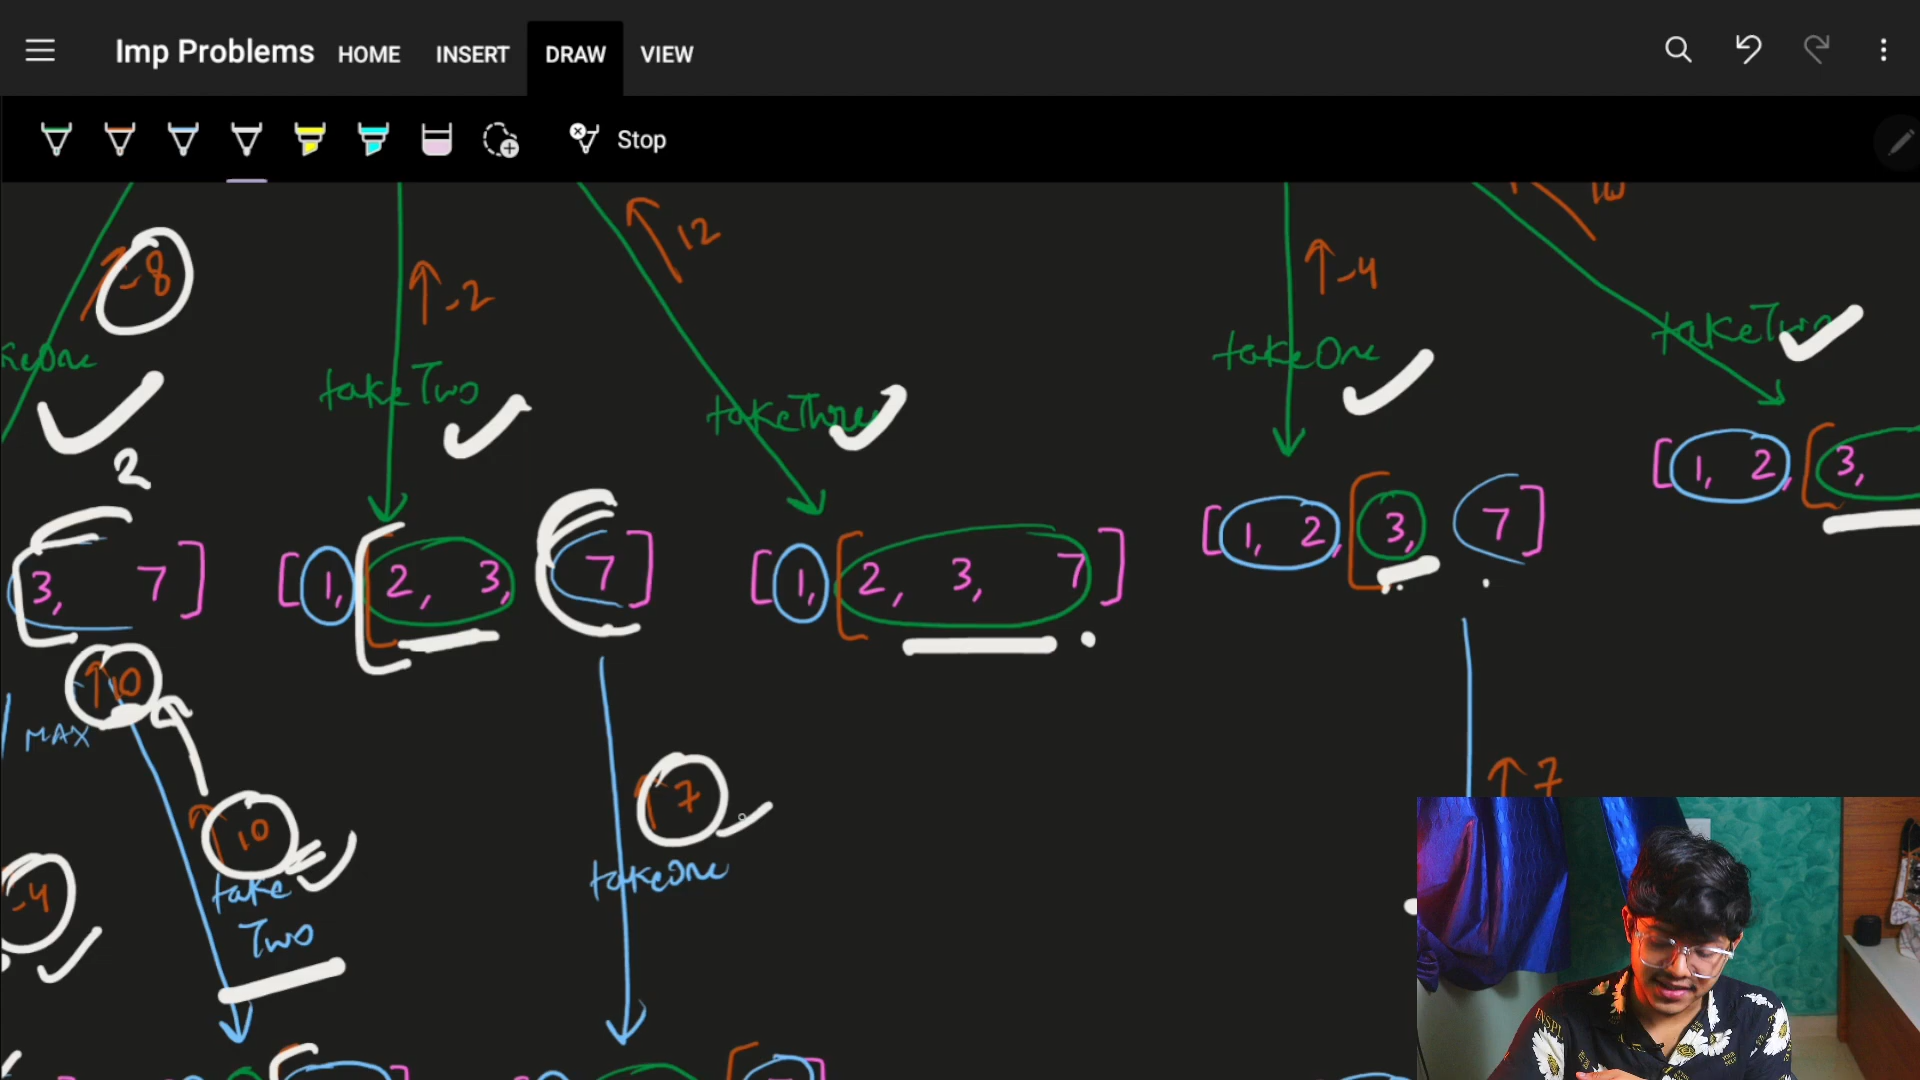 Imp Problems HOME INSERT DRAW VIEW
Stop
12
-8
-2
-4
takeOne
takeTwo
takeThree
takeTwo
2
3, 7]
[1, 2, 3, 7]
[1, 2, 3, 7]
[1, 2, 3, 7]
[1, 2, 3,
10
MAX
10
take
Two
-4
7
takeOne
7
INSPI